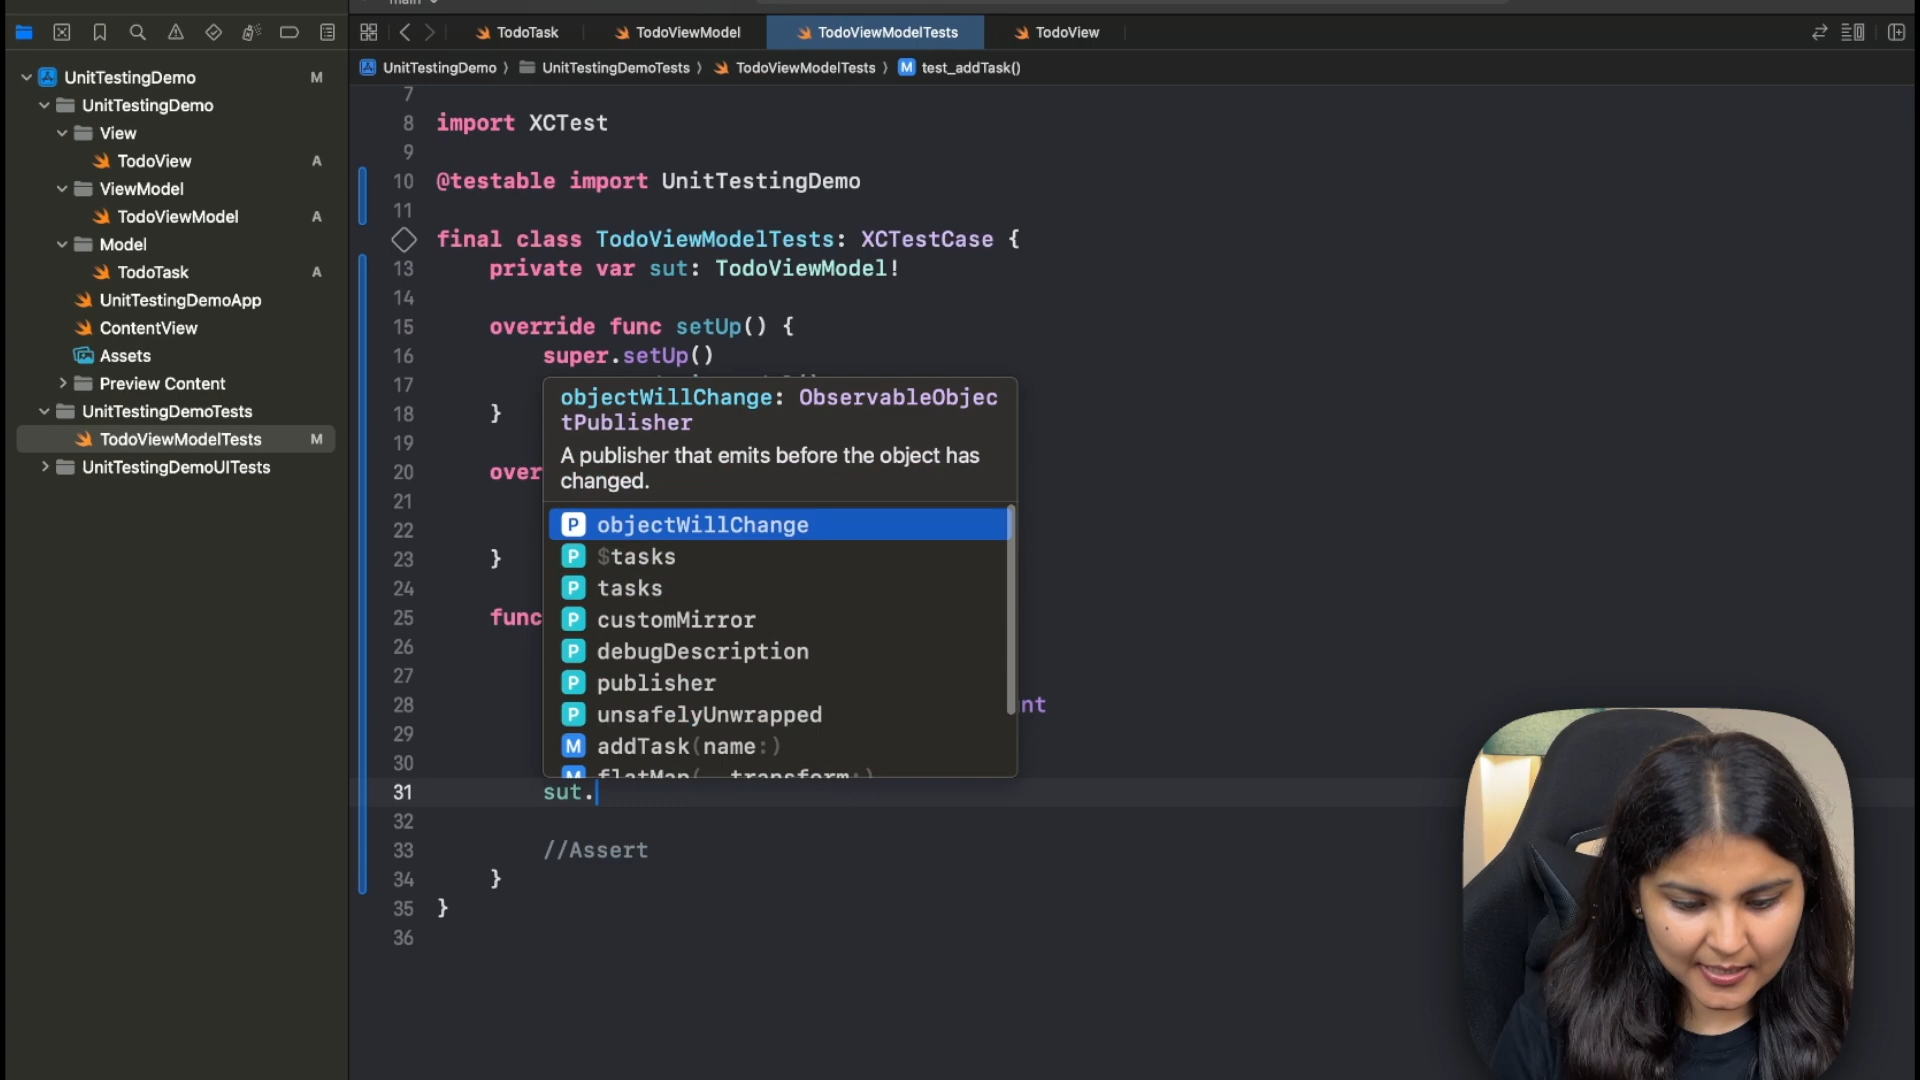 main
TodoTask
TodoViewModel
TodoViewModelTests
TodoView
UnitTestingDemo
UnitTestingDemoTests
TodoViewModelTests
M test_addTask()
UnitTestingDemo M
UnitTestingDemo
View
TodoView A
ViewModel
TodoViewModel A
Model
TodoTask A
UnitTestingDemoApp
ContentView
Assets
Preview Content
UnitTestingDemoTests
TodoViewModelTests M
UnitTestingDemoUITests
7
8 import XCTest
9
10 @testable import UnitTestingDemo
11
final class TodoViewModelTests: XCTestCase {
13 private var sut: TodoViewModel!
14
15 override func setUp() {
16 super.setUp()
17
18 }
19
20 over
21
22
23 }
24
25 func
26
27
28 nt
29
30
31 sut.
32
33 //Assert
34 }
35 }
36
objectWillChange: ObservableObjec
tPublisher
A publisher that emits before the object has
changed.
P objectWillChange
P $tasks
P tasks
P customMirror
P debugDescription
P publisher
P unsafelyUnwrapped
M addTask(name:)
M flatMap(_ transform:)